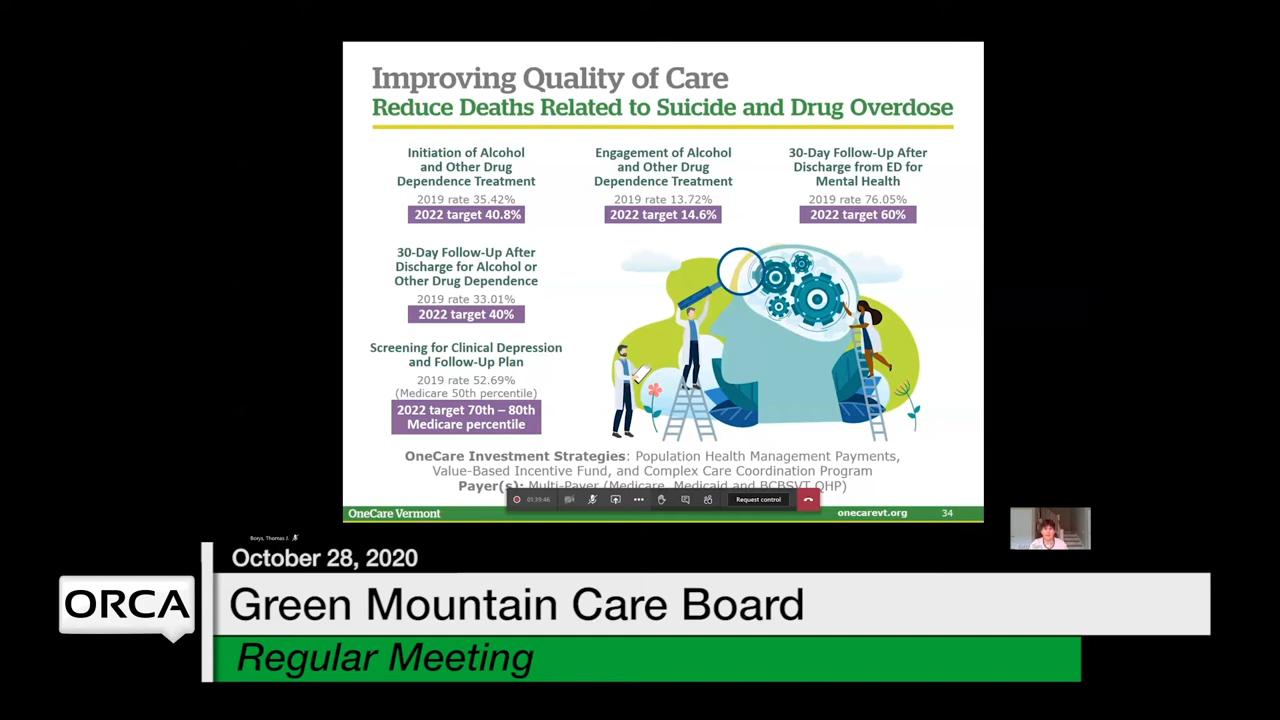 Improving Quality of Care
Reduce Deaths Related to Suicide and Drug Overdose
Initiation of Alcohol
and Other Drug
Dependence Treatment
2019 rate 35.42%
2022 target 40.8%
Engagement of Alcohol
and Other Drug
Dependence Treatment
2019 rate 13.72%
2022 target 14.6%
30-Day Follow-Up After
Discharge from ED for
Mental Health
2019 rate 76.05%
2022 target 60%
30-Day Follow-Up After
Discharge for Alcohol or
Other Drug Dependence
2019 rate 33.01%
2022 target 40%
Screening for Clinical Depression
and Follow-Up Plan
2019 rate 52.69%
(Medicare 50th percentile)
2022 target 70th – 80th
Medicare percentile
OneCare Investment Strategies: Population Health Management Payments,
Value-Based Incentive Fund, and Complex Care Coordination Program
Payer(s): Multi-Payer (Medicare, Medicaid and BCBSVT QHP)
01:39:46
Request control
OneCare Vermont
onecarevt.org
34
Borys, Thomas J.
October 28, 2020
ORCA
Green Mountain Care Board
Regular Meeting